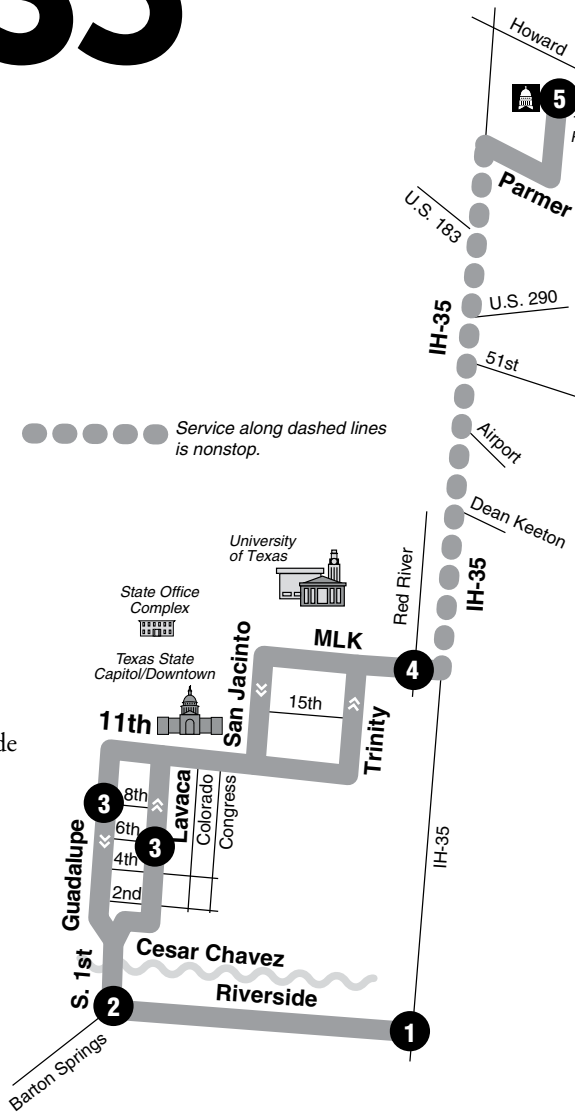 Howard
5
Parmer
U.S. 183
IH-35
U.S. 290
51st
Service along dashed lines
is nonstop.
Airport
Dean Keeton
University
of Texas
Red River
IH-35
State Office
Complex
MLK
Texas State
Capitol/Downtown
San Jacinto
4
15th
11th
Trinity
de
Lavaca
Colorado
Congress
3
8th
6th
3
4th
2nd
Guadalupe
IH-35
Cesar Chavez
S. 1st
Riverside
2
1
Barton Springs